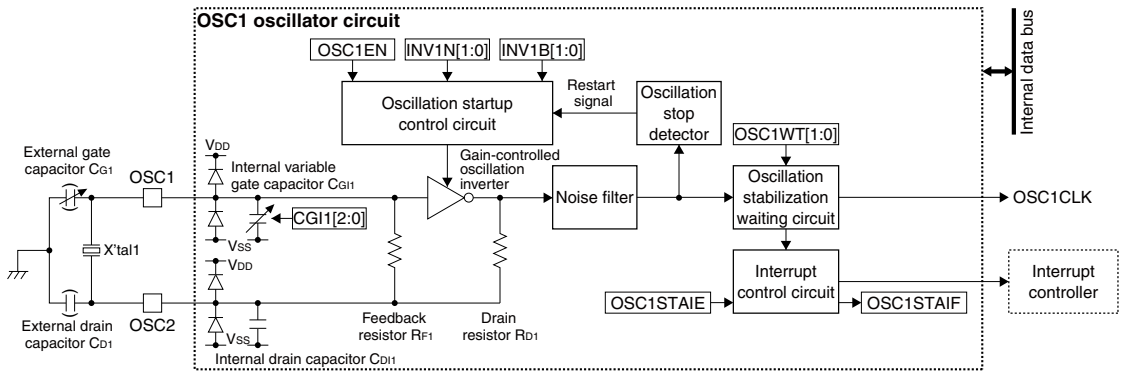 OSC1 oscillator circuit
OSC1EN
INV1N[1:0]
INV1B[1:0]
Internal data bus
Oscillation startup
control circuit
Restart
signal
Oscillation
stop
detector
OSC1WT[1:0]
External gate
capacitor CG1
OSC1
VDD
Internal variable
gate capacitor CGI1
Gain-controlled
oscillation
inverter
Noise filter
Oscillation
stabilization
waiting circuit
OSC1CLK
CGI1[2:0]
VSS
X'tal1
VDD
Interrupt
control circuit
Interrupt
controller
OSC1STAIE
OSC1STAIF
External drain
capacitor CD1
OSC2
VSS
Internal drain capacitor CDI1
Feedback
resistor RF1
Drain
resistor RD1